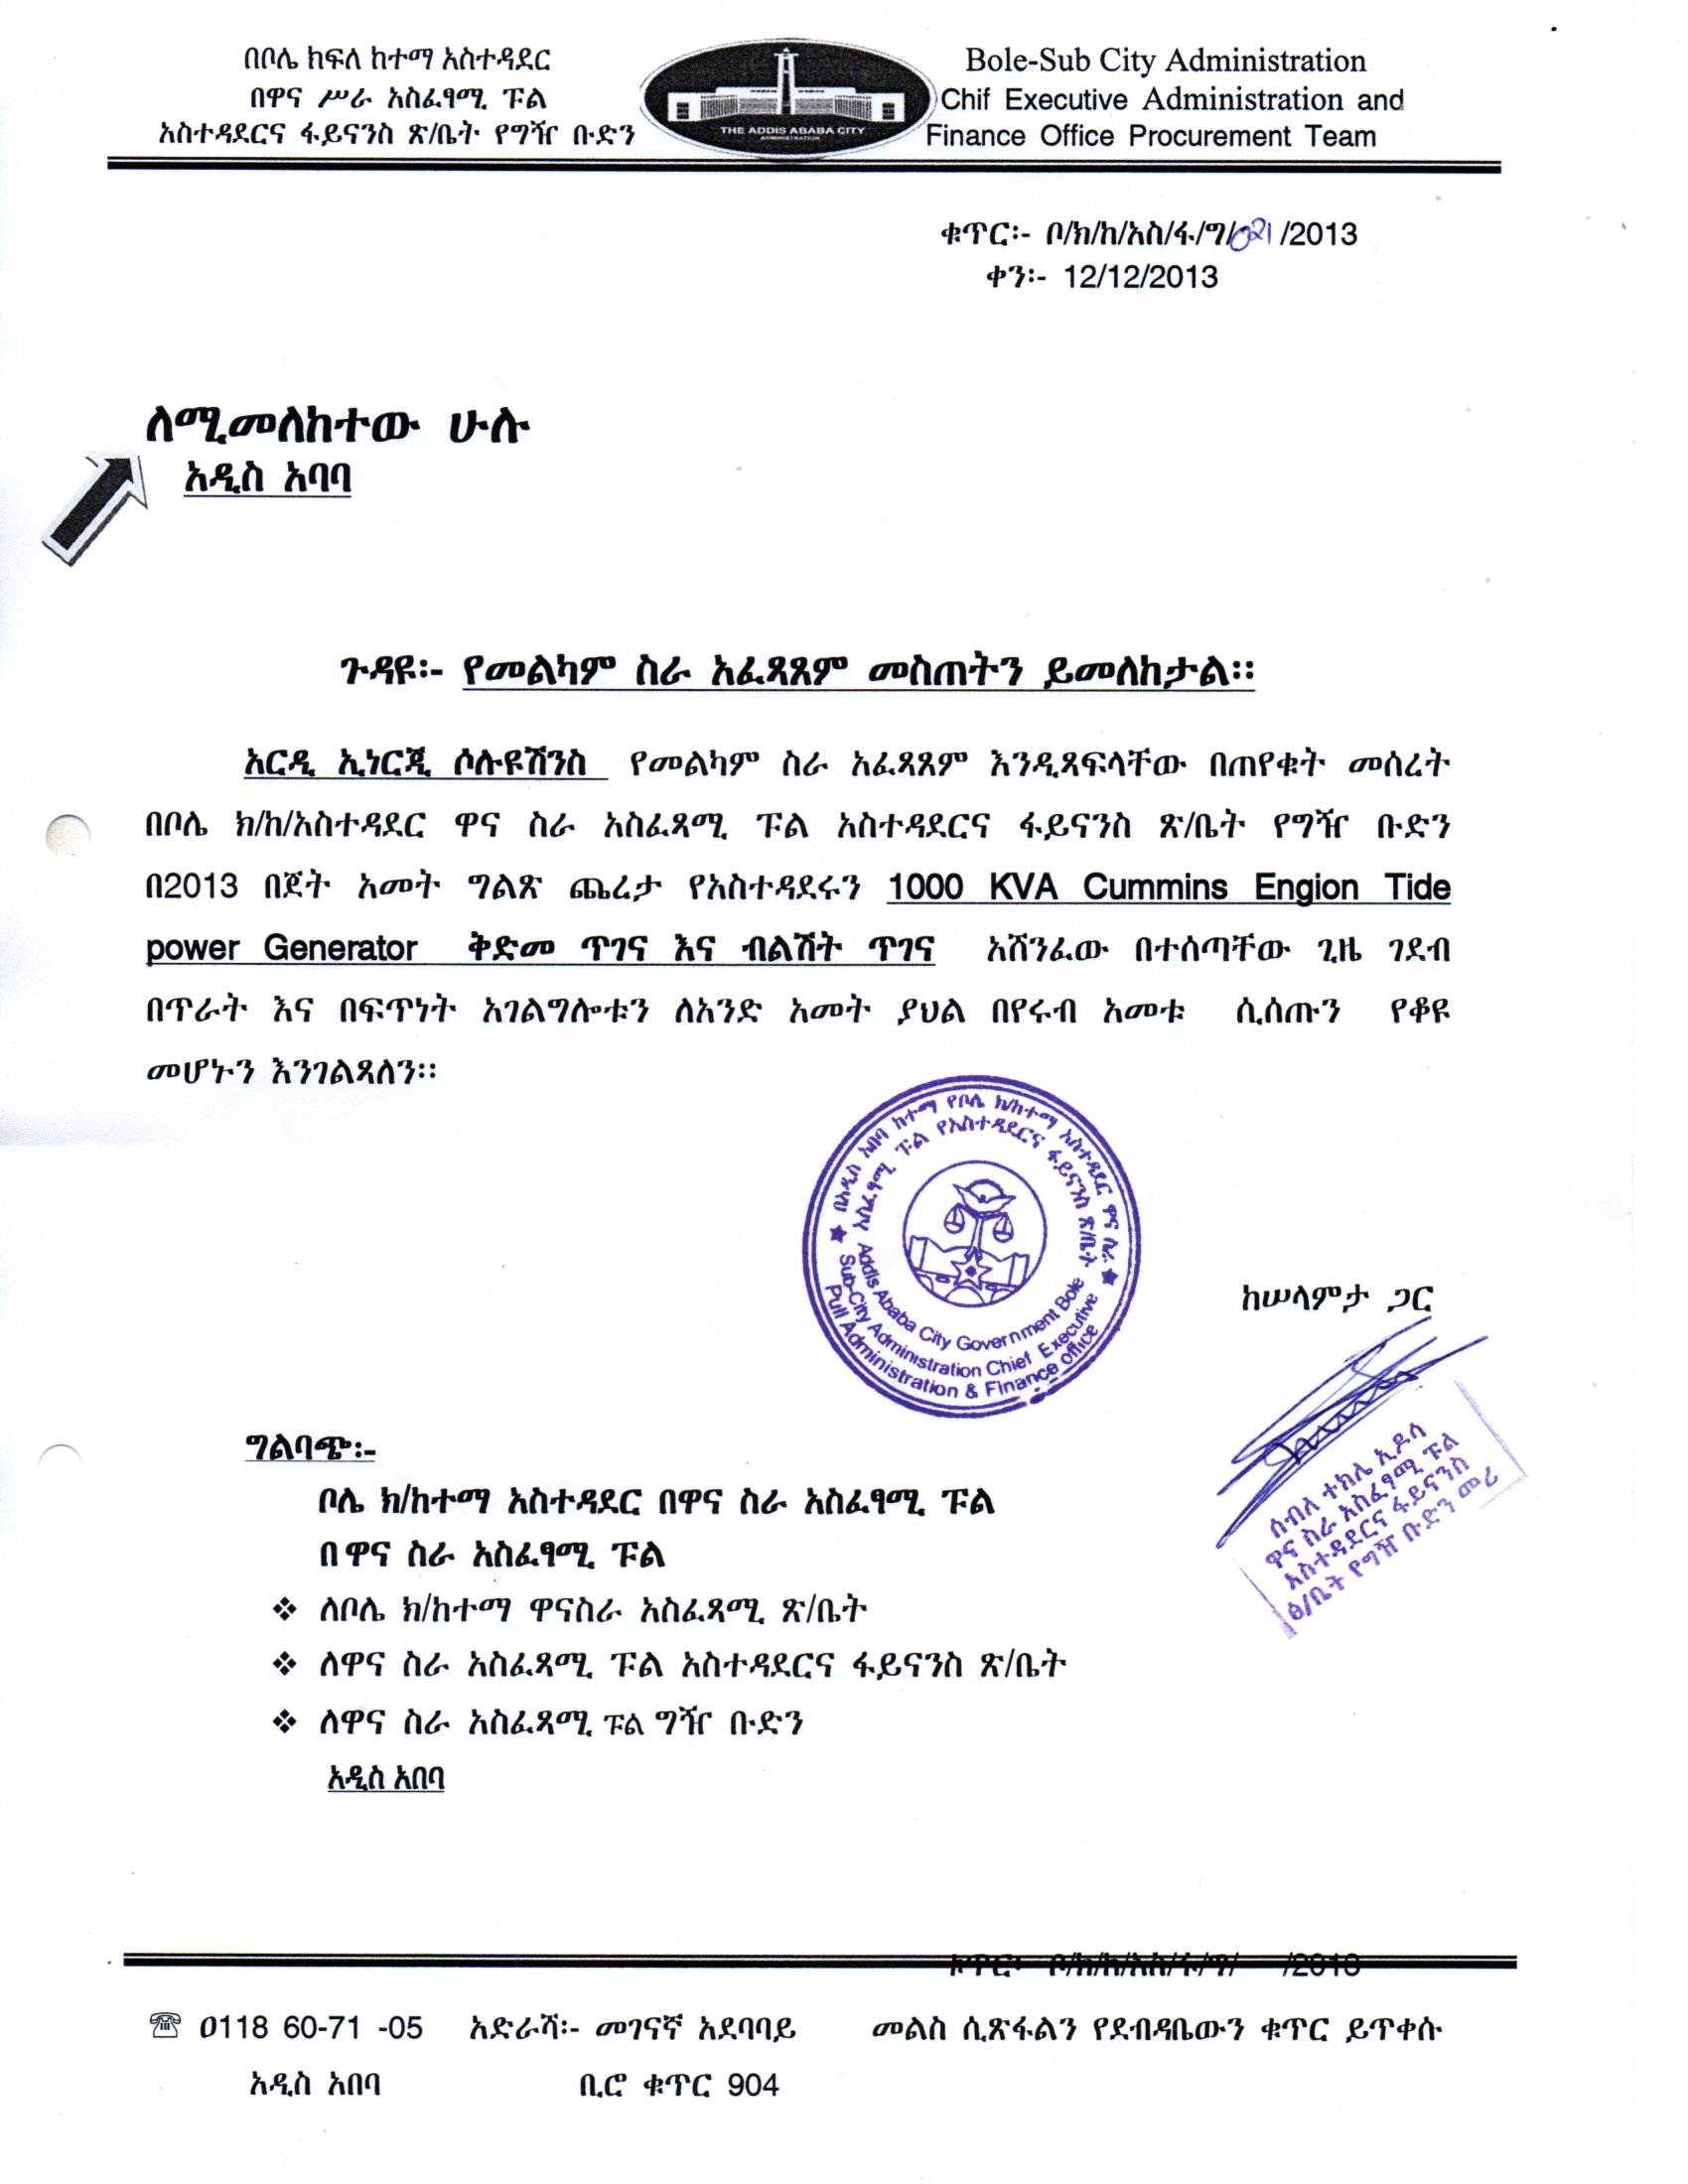 በቦሌ ክፍለ ከተማ አስተዳደር
በዋና ሥራ አስፈፃሚ ፑል
አስተዳደርና ፋይናንስ ጽ/ቤት የግዥ ቡድን
THE ADDIS ABABA CITY
ADMINISTRATION
Bole-Sub City Administration
Chif Executive Administration and
Finance Office Procurement Team
ቁጥር፡- ቦ/ክ/ከ/አስ/ፋ/ግ/021 /2013
ቀን፡- 12/12/2013
ለሚመለከተው ሁሉ
አዲስ አባባ
ጉዳዩ፡- የመልካም ስራ አፈጻጸም መስጠትን ይመለከታል፡፡
አርዲ ኢነርጂ ሶሉዩሽንስ የመልካም ስራ አፈጻጸም እንዲጻፍላቸው በጠየቁት መሰረት
በቦሌ ክ/ከ/አስተዳደር ዋና ስራ አስፈጻሚ ፑል አስተዳደርና ፋይናንስ ጽ/ቤት የግዥ ቡድን
በ2013 በጀት አመት ግልጽ ጨረታ የአስተዳደሩን 1000 KVA Cummins Engion Tide
power Generator ቅድመ ጥገና እና ብልሽት ጥገና አሸንፈው በተሰጣቸው ጊዜ ገደብ
በጥራት እና በፍጥነት አገልግሎቱን ለአንድ አመት ያህል በየሩብ አመቱ ሲሰጡን የቆዩ
መሆኑን እንገልጻለን፡፡
በአዲስ አበባ ከተማ የቦሌ ክ/ከተማ አስተዳደር ዋና ስራ
አስፈፃሚ ፑል የአስተዳደርና ፋይናንስ ጽ/ቤት
Addis Ababa City Government Bole
Sub-City Administration Chief Executive
Pull Administration & Finance office
ከሠላምታ ጋር
ሰብለ ተክሌ ኢዶሳ
ዋና ስራ አስፈፃሚ ፑል
አስተዳደርና ፋይናንስ
ፅ/ቤት የግዥ ቡድን መሪ
ግልባጭ፡-
ቦሌ ክ/ከተማ አስተዳደር በዋና ስራ አስፈፃሚ ፑል
በዋና ስራ አስፈፃሚ ፑል
❖ ለቦሌ ክ/ከተማ ዋናስራ አስፈጻሚ ጽ/ቤት
❖ ለዋና ስራ አስፈጻሚ ፑል አስተዳደርና ፋይናንስ ጽ/ቤት
❖ ለዋና ስራ አስፈጻሚ ፑል ግዥ ቡድን
አዲስ አበባ
ቁጥር፡- ቦ/ክ/ከ/አስ/ፋ/ግ/ /2013
☎ 0118 60-71 -05 አድራሻ፡- መገናኛ አደባባይ መልስ ሲጽፋልን የደብዳቤውን ቁጥር ይጥቀሱ
አዲስ አበባ ቢሮ ቁጥር 904